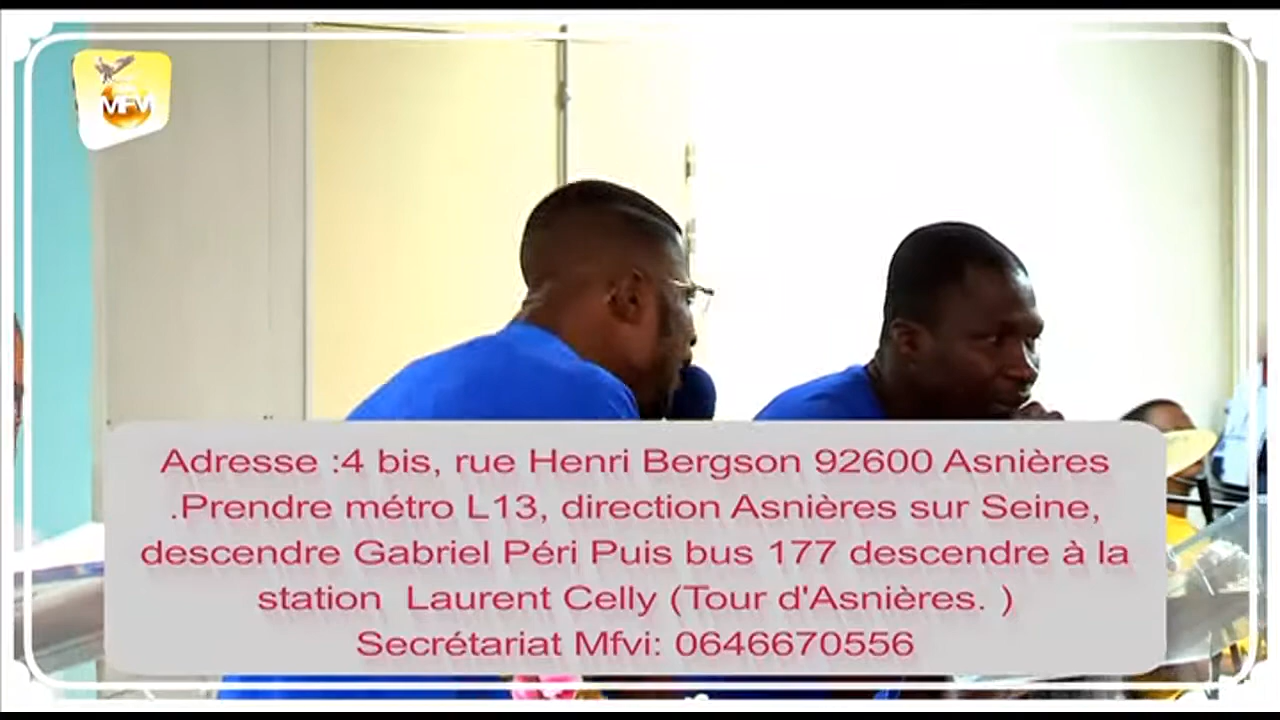 MFVI
Adresse :4 bis, rue Henri Bergson 92600 Asnières
.Prendre métro L13, direction Asnières sur Seine,
descendre Gabriel Péri Puis bus 177 descendre à la
station Laurent Celly (Tour d'Asnières. )
Secrétariat Mfvi: 0646670556